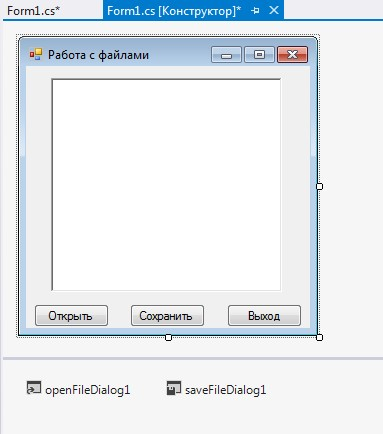 Form1.cs* Form1.cs [Конструктор]*
Работа с файлами
Открыть Сохранить Выход
openFileDialog1 saveFileDialog1